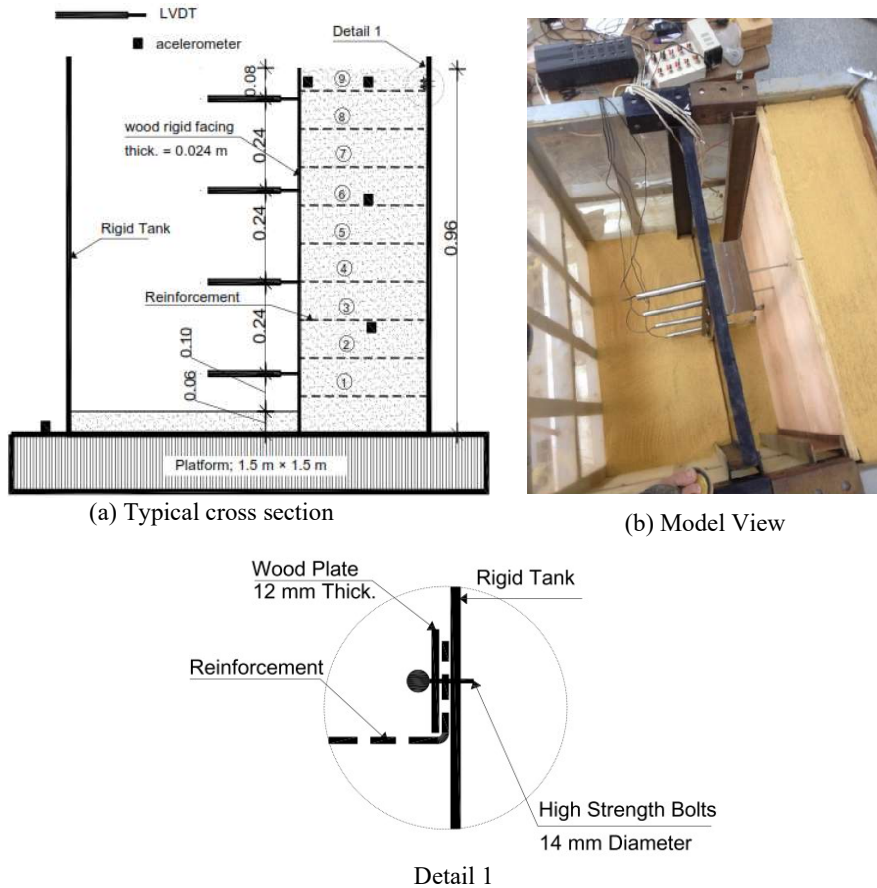 LVDT
acelerometer
Detail 1
0.08
9
wood rigid facing
thick. = 0.024 m
8
0.24
7
6
0.24
0.96
Rigid Tank
5
4
Reinforcement
0.24
3
0.10
2
0.06
1
Platform; 1.5 m × 1.5 m
(a) Typical cross section
(b) Model View
Wood Plate
12 mm Thick.
Rigid Tank
Reinforcement
High Strength Bolts
14 mm Diameter
Detail 1